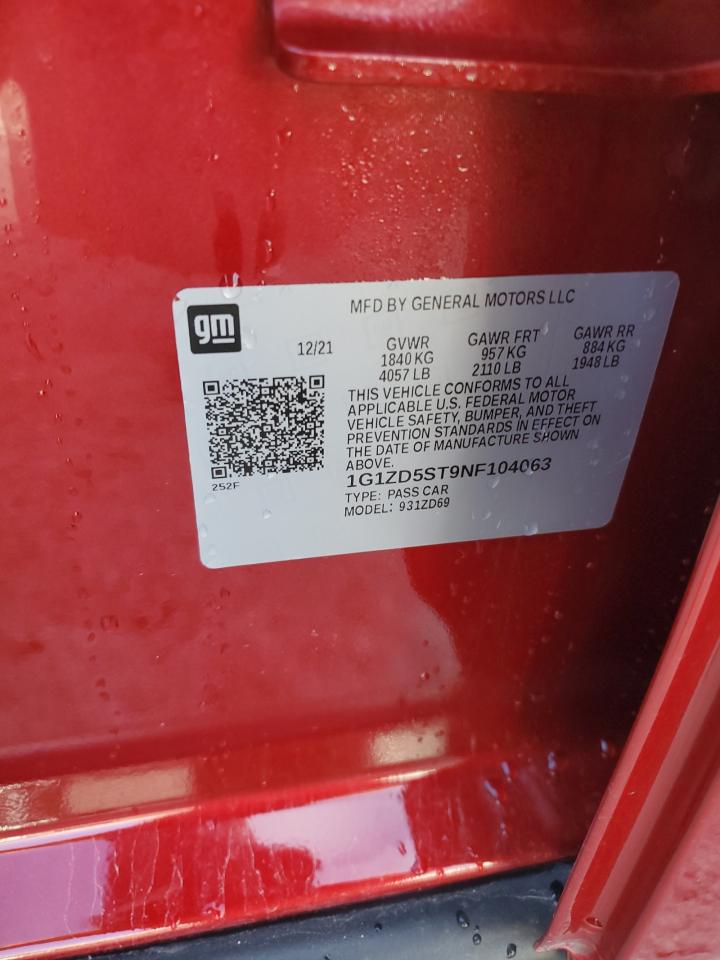 gm
MFD BY GENERAL MOTORS LLC
12/21
GVWR
1840 KG
4057 LB
GAWR FRT
957 KG
2110 LB
GAWR RR
884 KG
1948 LB
THIS VEHICLE CONFORMS TO ALL
APPLICABLE U.S. FEDERAL MOTOR
VEHICLE SAFETY, BUMPER, AND THEFT
PREVENTION STANDARDS IN EFFECT ON
THE DATE OF MANUFACTURE SHOWN
ABOVE.
1G1ZD5ST9NF104063
TYPE: PASS CAR
MODEL: 931ZD69
252F